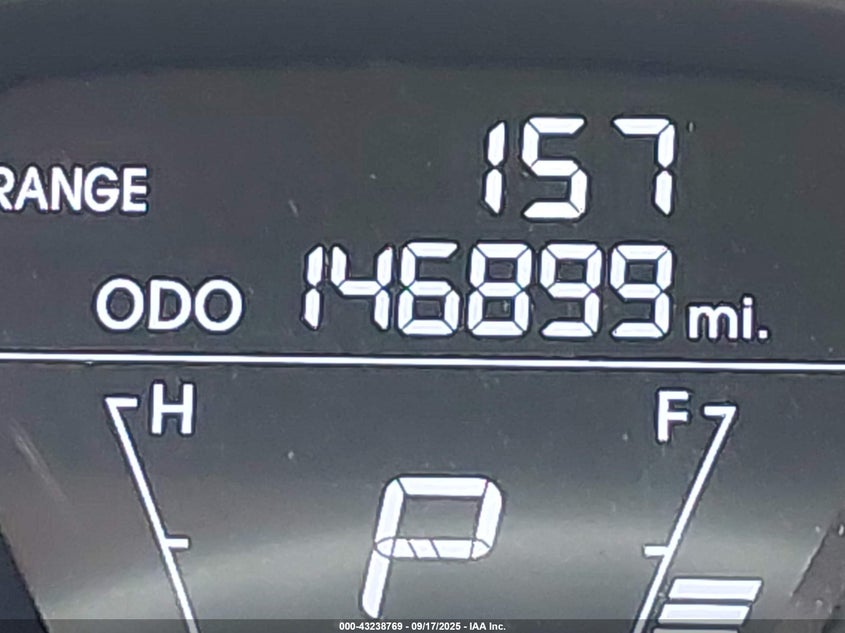 157
RANGE
ODO 146899 mi.
H F
P
000-43238769 - 09/17/2025 - IAA Inc.